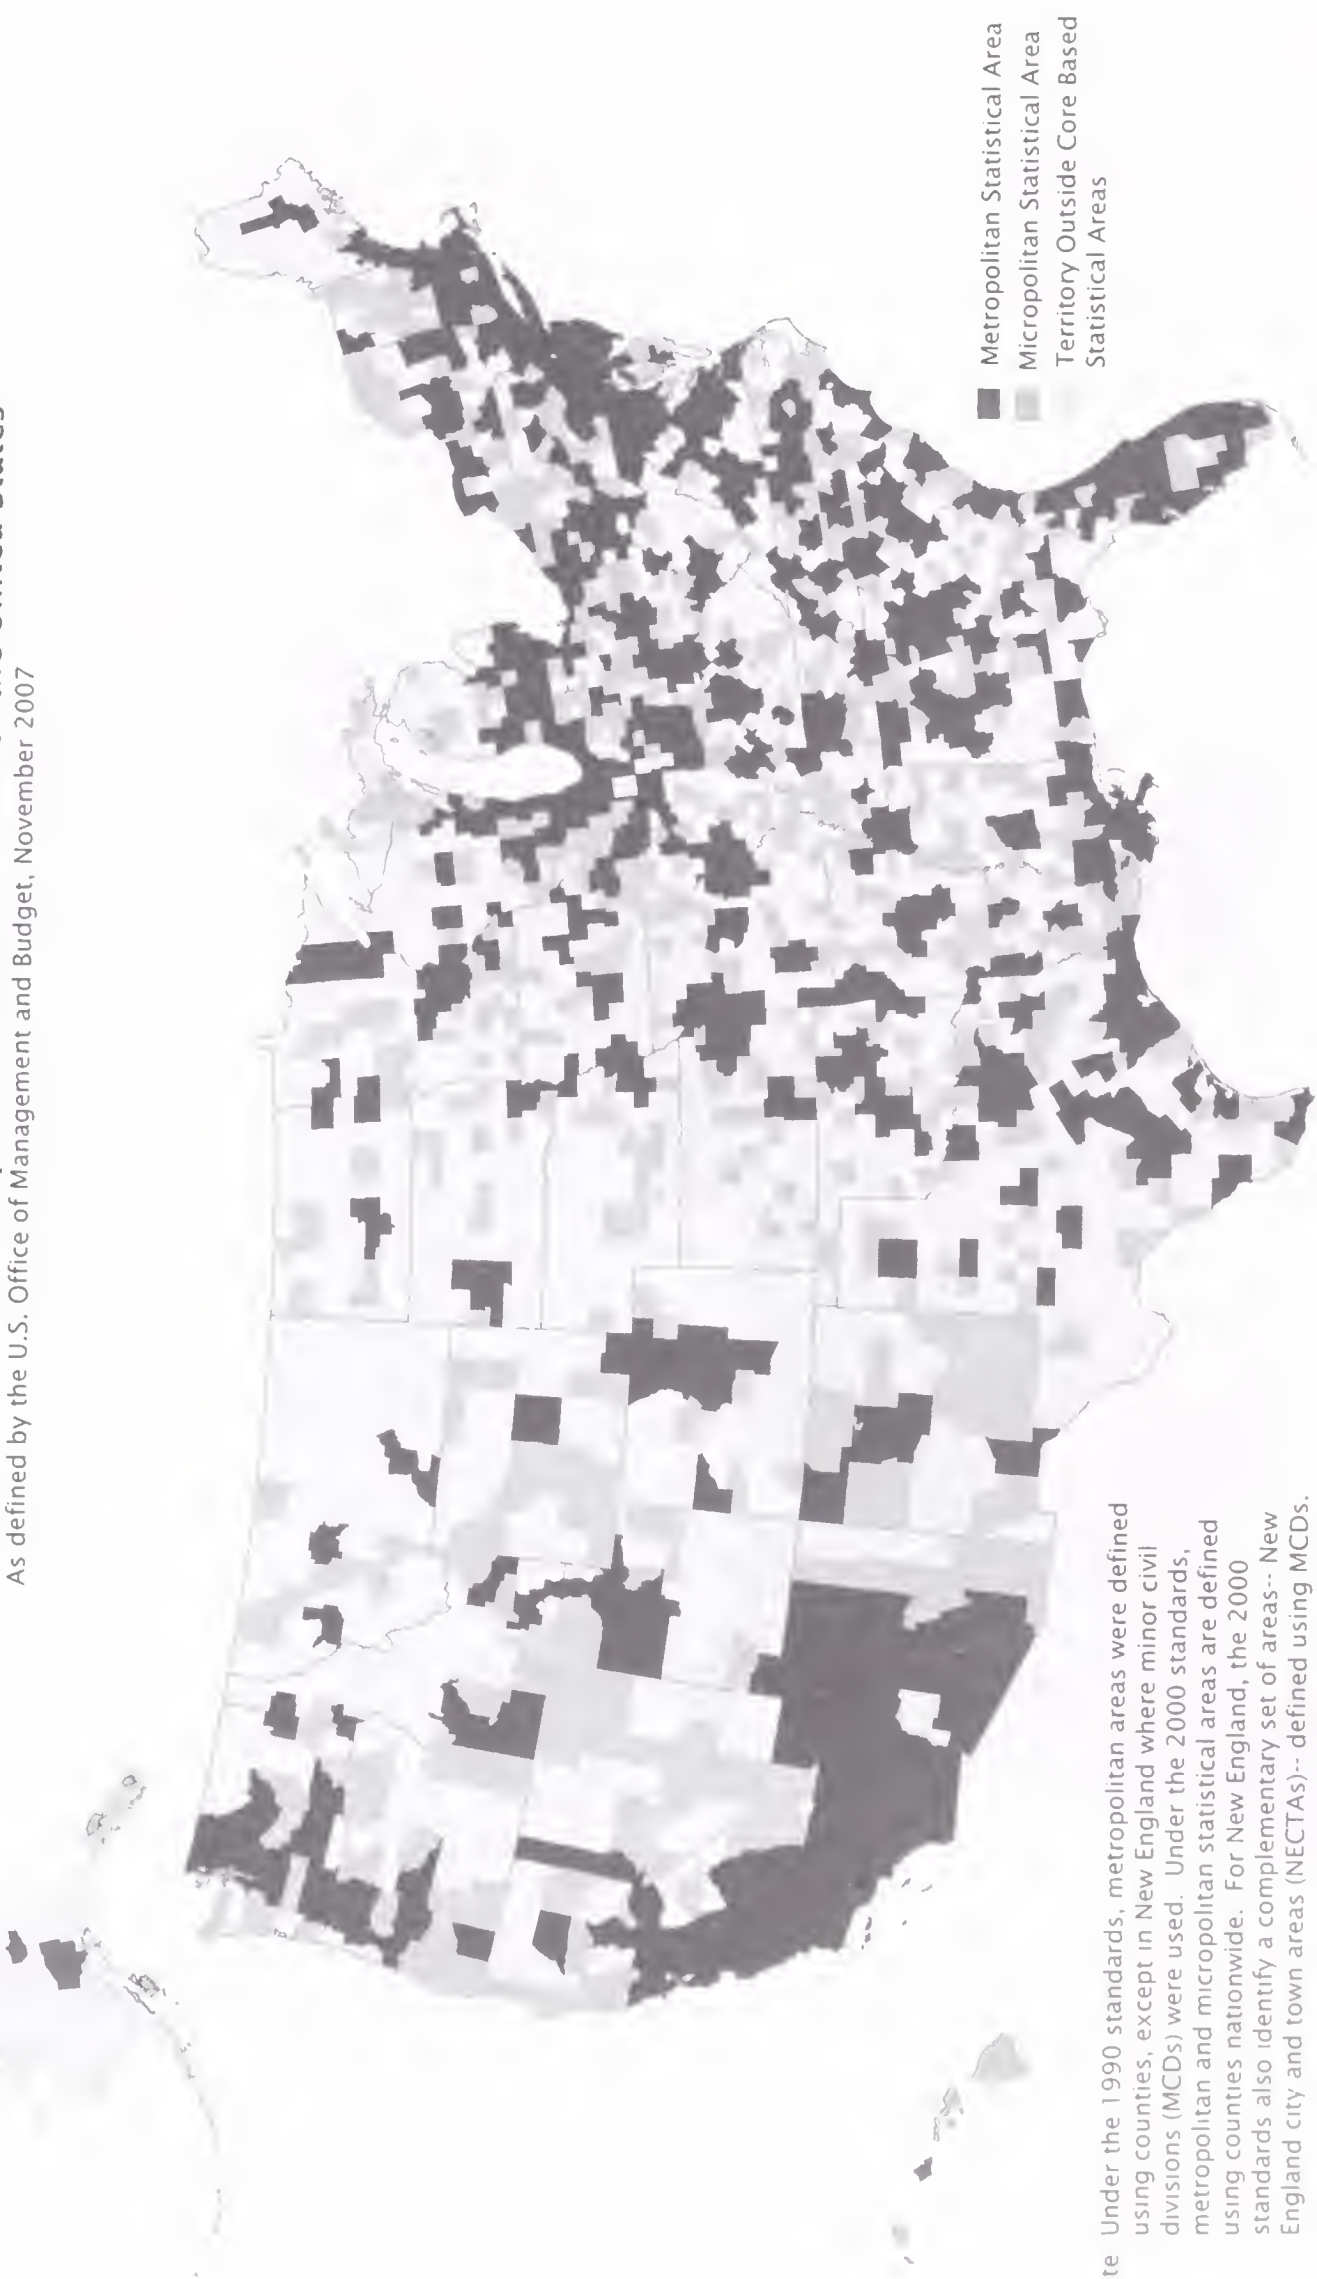 As defined by the U.S. Office of Management and Budget, November 2007
Metropolitan Statistical Area
Micropolitan Statistical Area
Territory Outside Core Based
Statistical Areas
te Under the 1990 standards, metropolitan areas were defined
using counties, except in New England where minor civil
divisions (MCDs) were used. Under the 2000 standards,
metropolitan and micropolitan statistical areas are defined
using counties nationwide. For New England, the 2000
standards also identify a complementary set of areas-- New
England city and town areas (NECTAs)-- defined using MCDs.